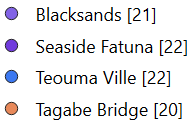 Blacksands [21]
Seaside Fatuna [22]
Teouma Ville [22]
Tagabe Bridge [20]